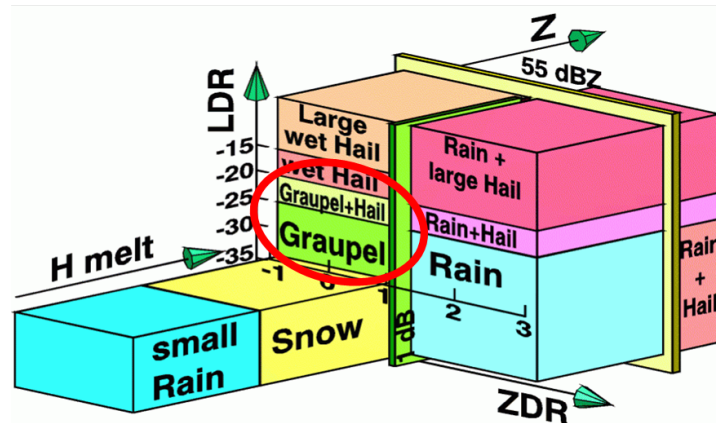 Z
55 dBZ
LDR
-15
-20
-25
-30
-35
Large
wet Hail
wet Hail
Graupel+Hail
Graupel
Rain +
large Hail
Rain+Hail
Rain
Rain
+
Hail
H melt
-1
0
1
2
3
small
Rain
Snow
1 dB
ZDR